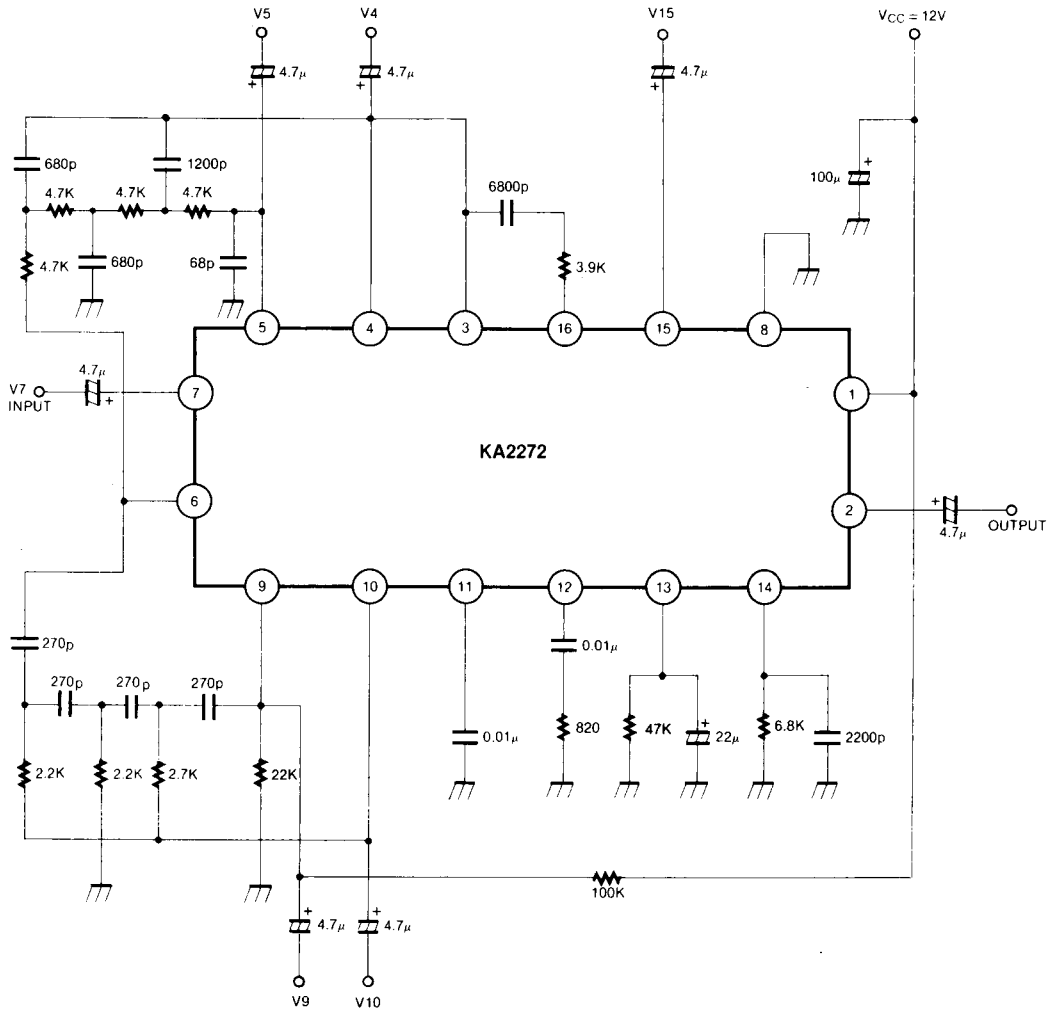 V5 V4 V15 VCC = 12V
4.7μ 4.7μ 4.7μ
+ + +
680p 1200p 6800p 100μ +
4.7K 4.7K 4.7K
4.7K 680p 68p 3.9K
5 4 3 16 15 8
4.7μ
V7 + 7 1
INPUT
KA2272
6 2 + OUTPUT
4.7μ
9 10 11 12 13 14
270p 0.01μ
270p 270p 270p
2.2K 2.2K 2.7K 22K 0.01μ 820 47K + 22μ 6.8K 2200p
100K
+ 4.7μ + 4.7μ
V9 V10